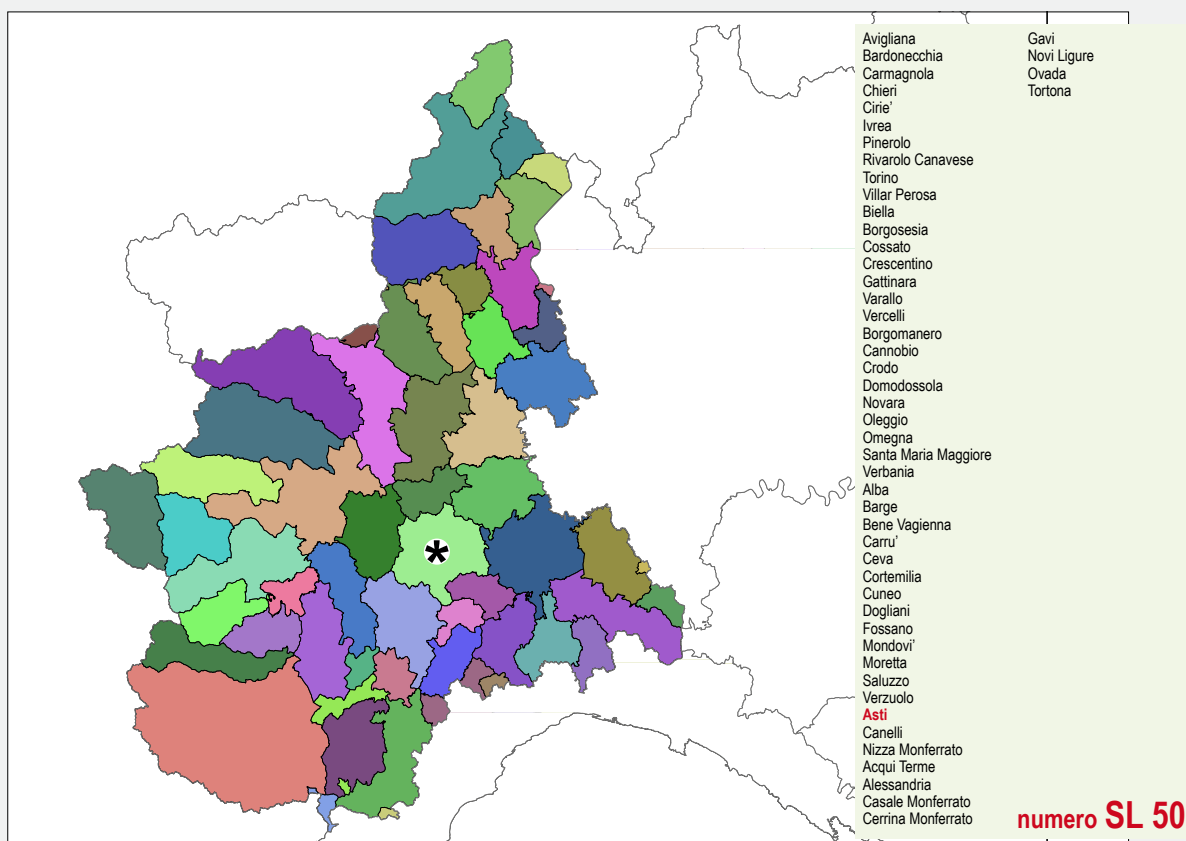 Avigliana
Bardonecchia
Carmagnola
Chieri
Cirie'
Ivrea
Pinerolo
Rivarolo Canavese
Torino
Villar Perosa
Biella
Borgosesia
Cossato
Crescentino
Gattinara
Varallo
Vercelli
Borgomanero
Cannobio
Crodo
Domodossola
Novara
Oleggio
Omegna
Santa Maria Maggiore
Verbania
Alba
Barge
Bene Vagienna
Carru'
Ceva
Cortemilia
Cuneo
Dogliani
Fossano
Mondovi'
Moretta
Saluzzo
Verzuolo
Asti
Canelli
Nizza Monferrato
Acqui Terme
Alessandria
Casale Monferrato
Cerrina Monferrato
Gavi
Novi Ligure
Ovada
Tortona
numero SL 50
*